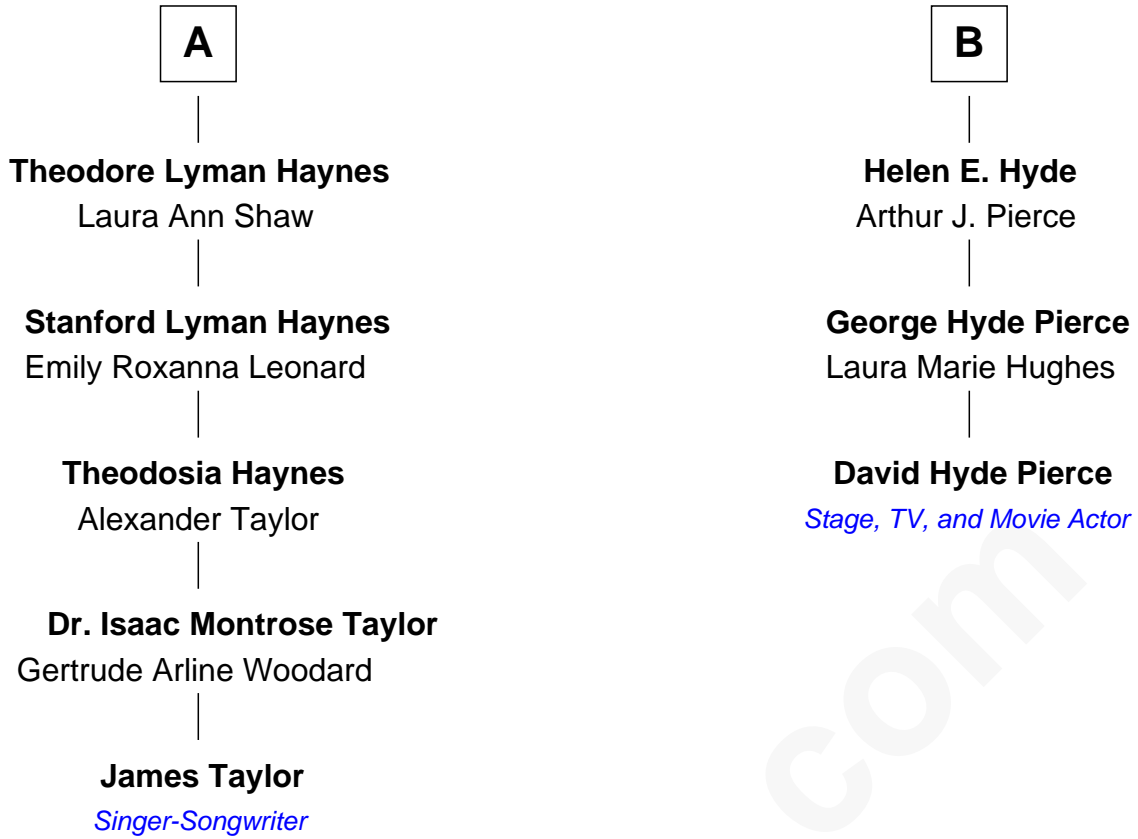 A
Theodore Lyman Haynes
Laura Ann Shaw
Stanford Lyman Haynes
Emily Roxanna Leonard
Theodosia Haynes
Alexander Taylor
Dr. Isaac Montrose Taylor
Gertrude Arline Woodard
James Taylor
Singer-Songwriter
B
Helen E. Hyde
Arthur J. Pierce
George Hyde Pierce
Laura Marie Hughes
David Hyde Pierce
Stage, TV, and Movie Actor
com